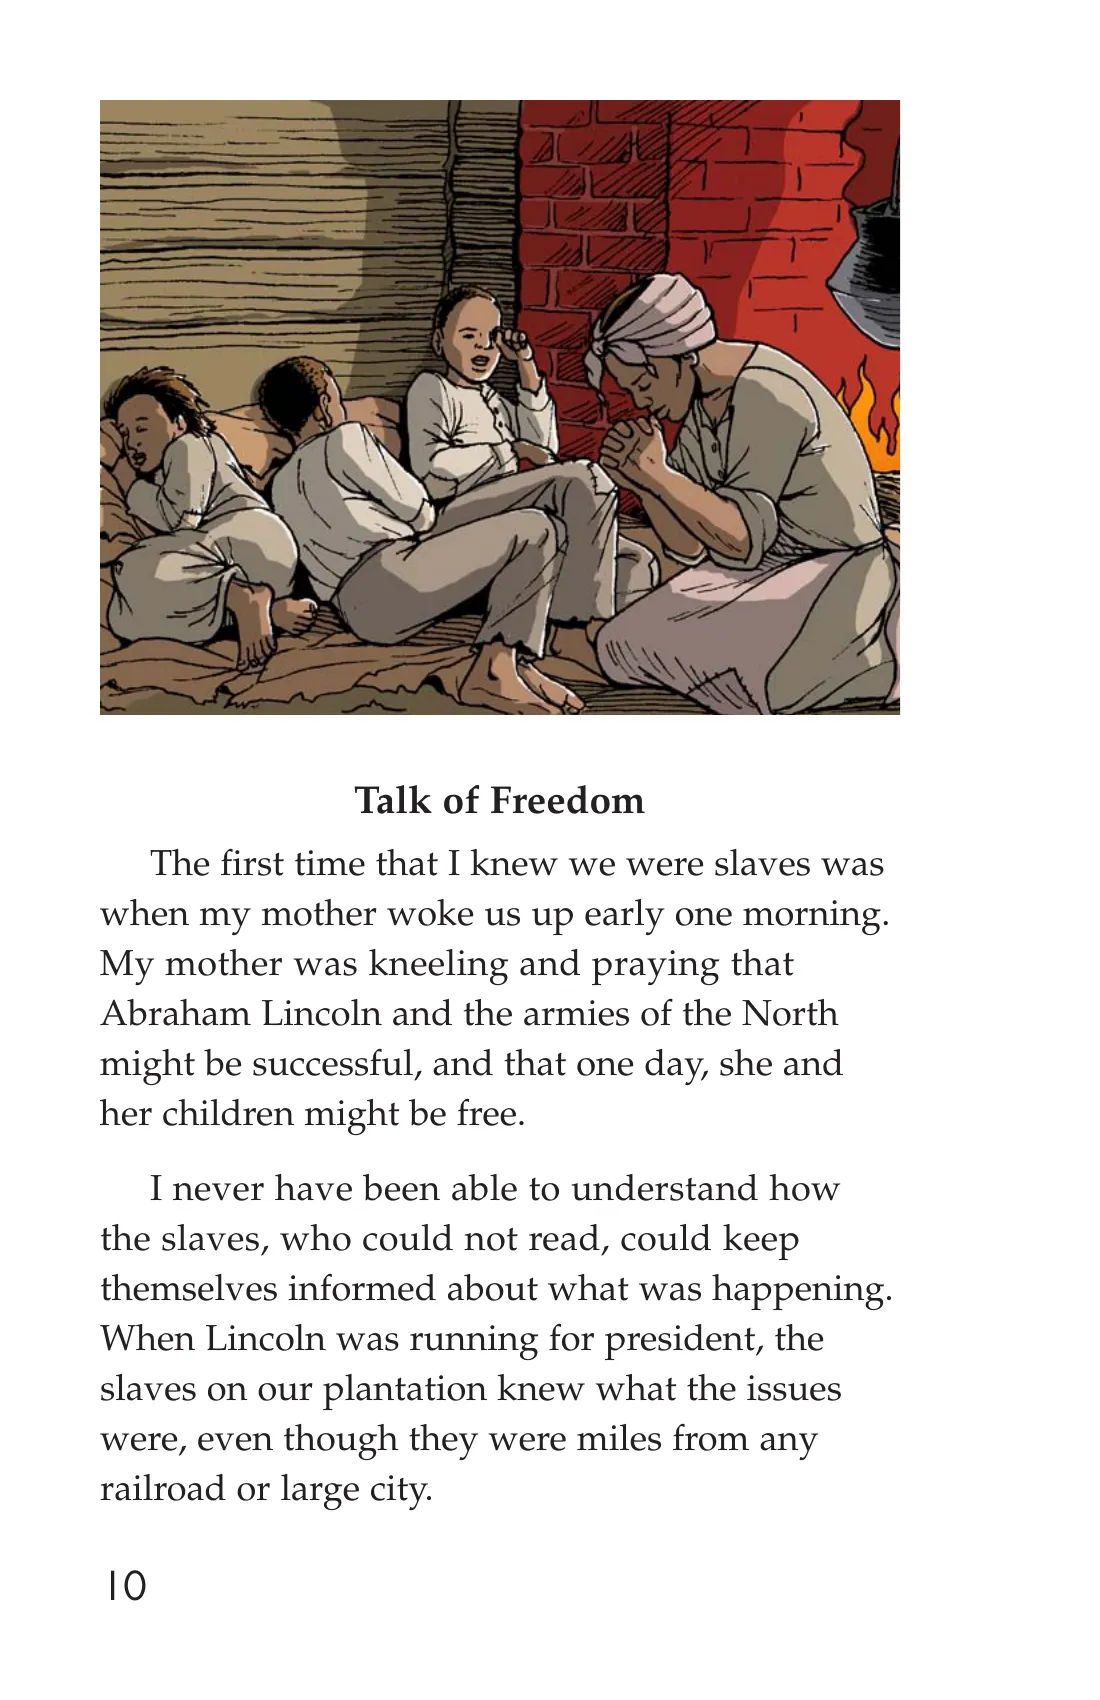 Talk of Freedom
The first time that I knew we were slaves was
when my mother woke us up early one morning.
My mother was kneeling and praying that
Abraham Lincoln and the armies of the North
might be successful, and that one day, she and
her children might be free.
I never have been able to understand how
the slaves, who could not read, could keep
themselves informed about what was happening.
When Lincoln was running for president, the
slaves on our plantation knew what the issues
were, even though they were miles from any
railroad or large city.
10